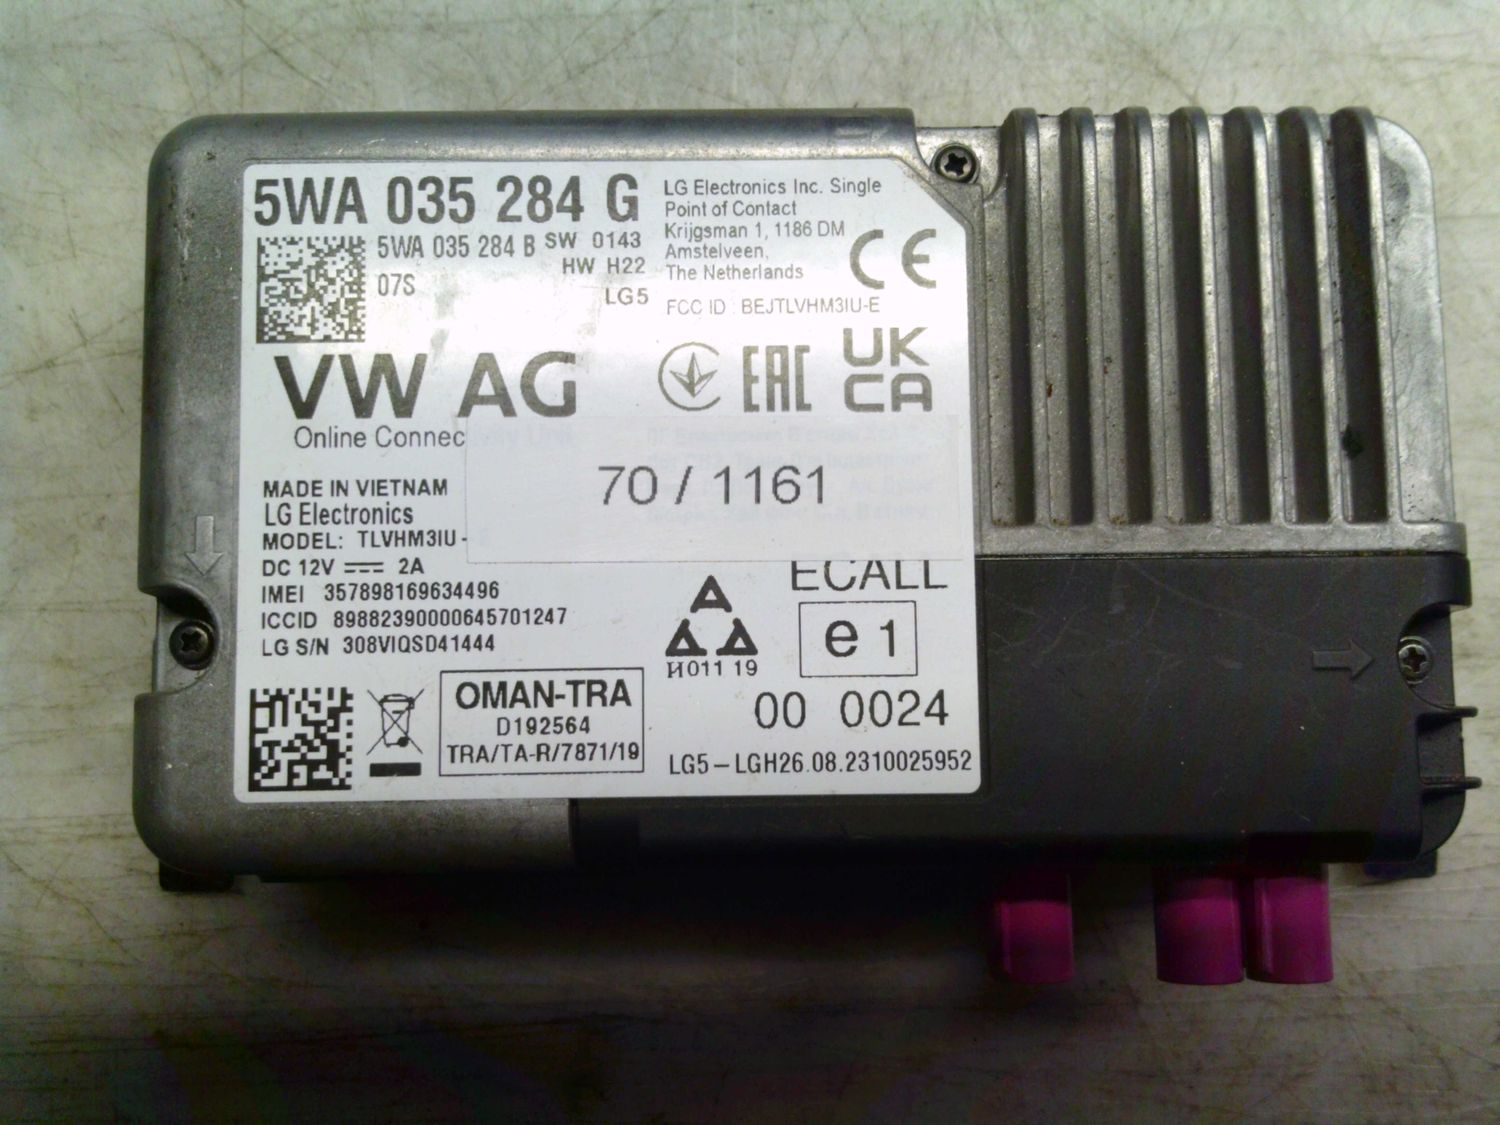 5WA 035 284 G
5WA 035 284 B SW 0143
HW H22
07S
LG5
LG Electronics Inc. Single
Point of Contact
Krijgsman 1, 1186 DM
Amstelveen,
The Netherlands
FCC ID : BEJTLVHM3IU-E
CE
VW AG
EAC
UK
CA
Online Connec
70 / 1161
MADE IN VIETNAM
LG Electronics
MODEL: TLVHM3IU -
DC 12V 2A
IMEI 357898169634496
ICCID 89882390000645701247
LG S/N 308VIQSD41444
ECALL
e1
И011 19
OMAN-TRA
D192564
TRA/TA-R/7871/19
00 0024
LG5-LGH26.08.2310025952